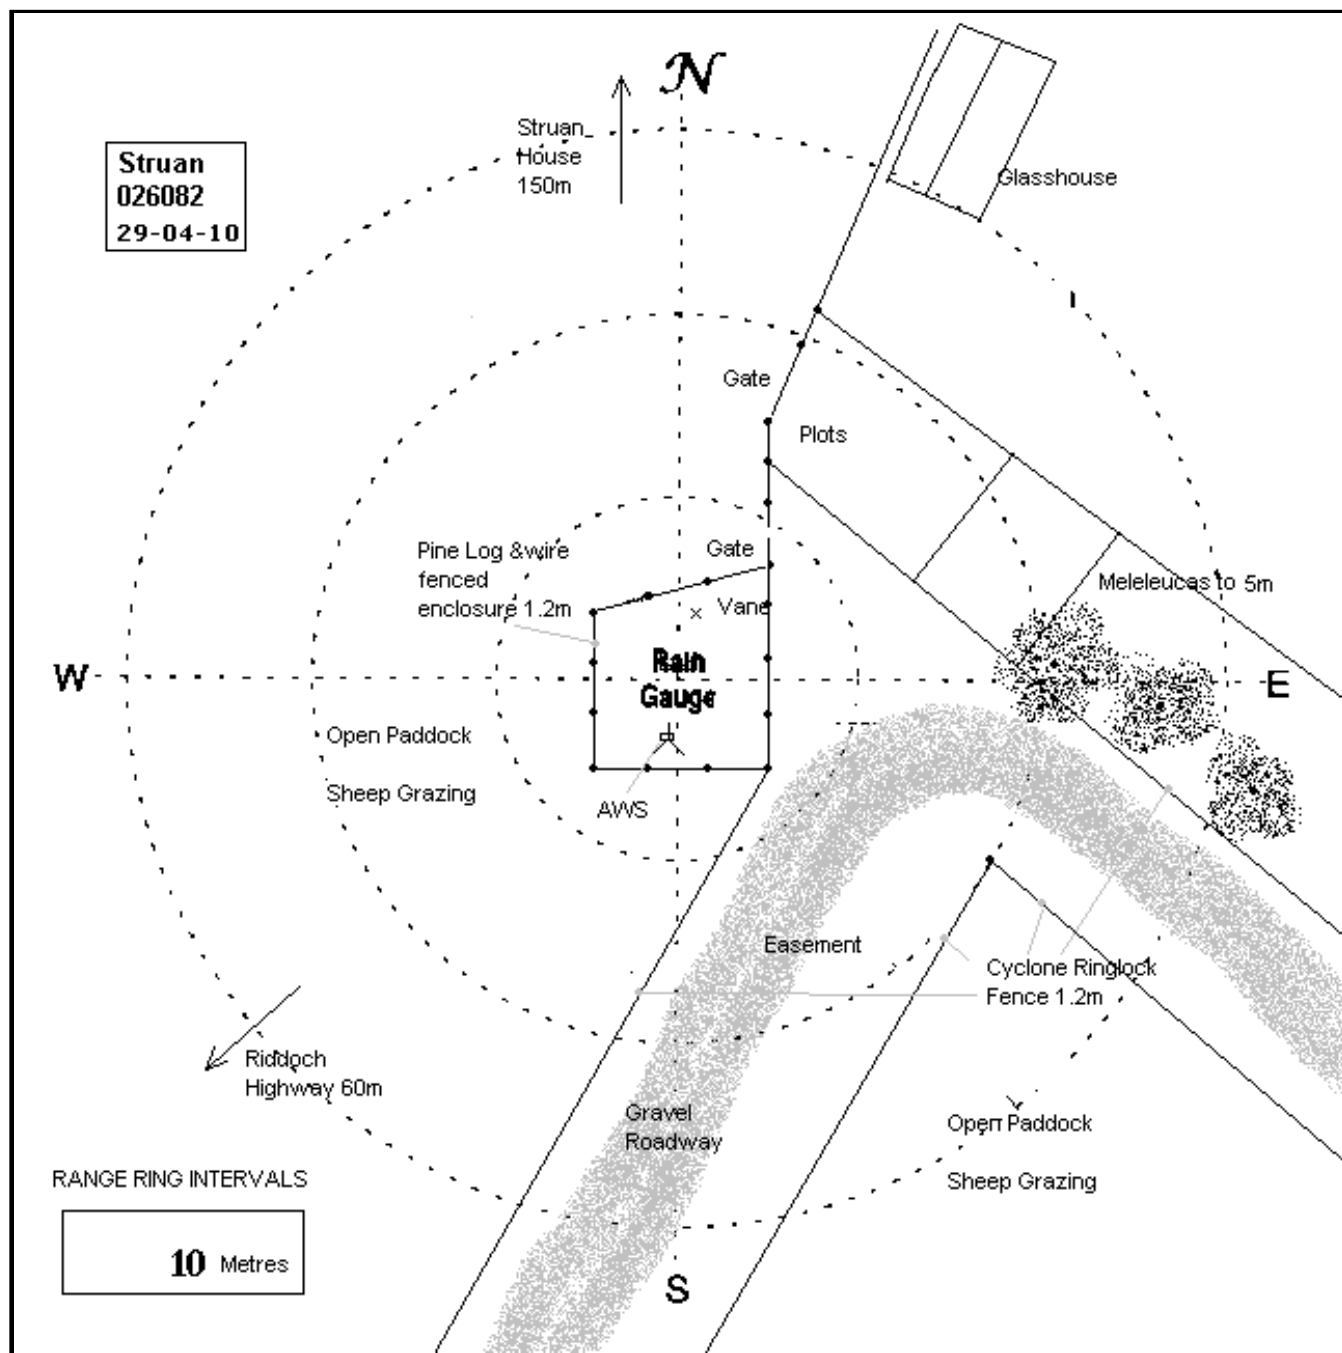 N
Struan
House
150m
Struan
026082
29-04-10
Glasshouse
Gate
Plots
Pine Log &wire
fenced
enclosure 1.2m
Gate
Vane
Meleleucas to 5m
W
Rain
Gauge
E
Open Paddock
Sheep Grazing
AWS
Easement
Cyclone Ringlock
Fence 1.2m
Riddoch
Highway 60m
Gravel
Roadway
Open Paddock
Sheep Grazing
RANGE RING INTERVALS
10 Metres
S